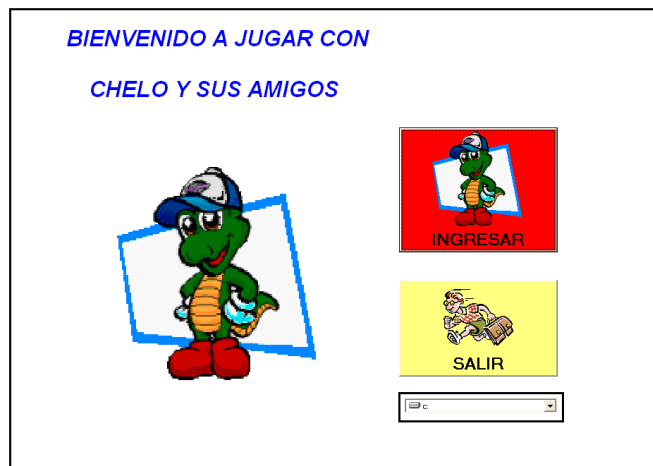 BIENVENIDO A JUGAR CON
CHELO Y SUS AMIGOS
INGRESAR
SALIR
c: